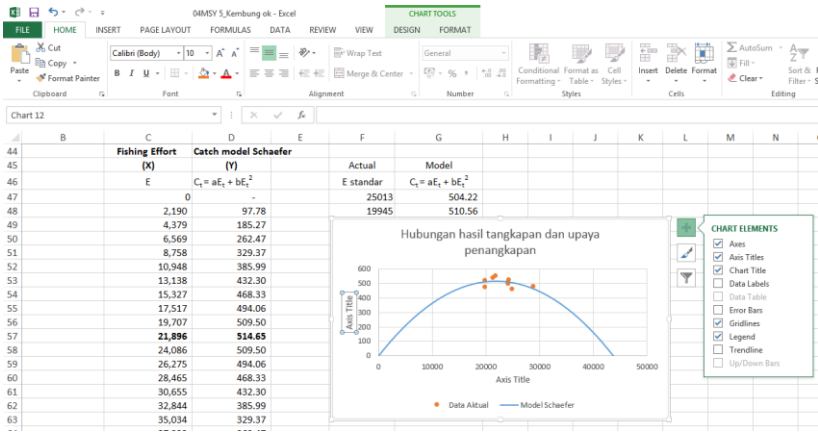 04MSY 5_Kembung ok - Excel
CHART TOOLS
FILE HOME INSERT PAGE LAYOUT FORMULAS DATA REVIEW VIEW DESIGN FORMAT
Paste
Cut
Copy
Format Painter
Clipboard
Calibri (Body) 10 A A
B I U A
Font
Wrap Text
Merge & Center
Alignment
General
%
Number
Conditional Formatting
Format as Table
Cell Styles
Styles
Insert Delete Format
Cells
AutoSum
Fill
Clear
Sort &
Filter
Editing
Chart 12
fx
B C D E F G H I J K L M N
44 Fishing Effort Catch model Schaefer
45 (X) (Y) Actual Model
46 E Cₜ = aEₜ + bEₜ² E standar Cₜ = aEₜ + bEₜ²
47 0 - 25013 504.22
48 2,190 97.78 19945 510.56
49 4,379 185.27
50 6,569 262.47
51 8,758 329.37
52 10,948 385.99
53 13,138 432.30
54 15,327 468.33
55 17,517 494.06
56 19,707 509.50
57 21,896 514.65
58 24,086 509.50
59 26,275 494.06
60 28,465 468.33
61 30,655 432.30
62 32,844 385.99
63 35,034 329.37
Hubungan hasil tangkapan dan upaya
penangkapan
Axis Title
600
500
400
300
200
100
0
0 10000 20000 30000 40000 50000
Axis Title
Data Aktual Model Schaefer
CHART ELEMENTS
Axes
Axis Titles
Chart Title
Data Labels
Data Table
Error Bars
Gridlines
Legend
Trendline
Up/Down Bars